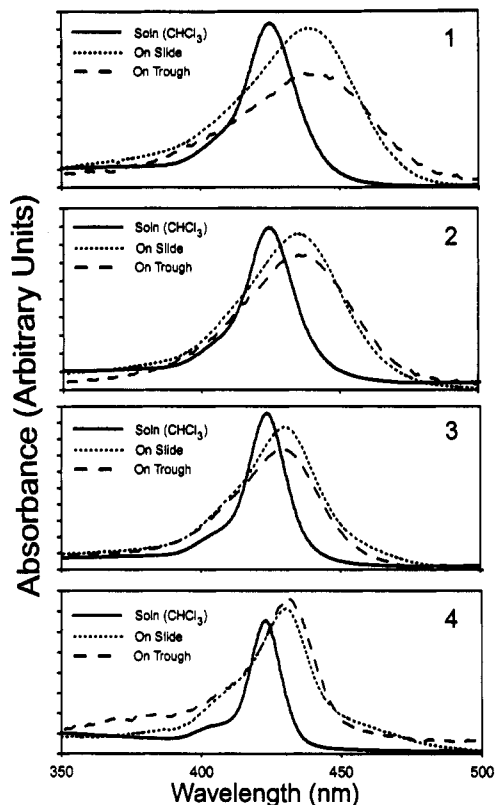 Absorbance (Arbitrary Units)
Soln (CHCl3)
On Slide
On Trough
1
Soln (CHCl3)
On Slide
On Trough
2
Soln (CHCl3)
On Slide
On Trough
3
Soln (CHCl3)
On Slide
On Trough
4
350 400 450 500
Wavelength (nm)